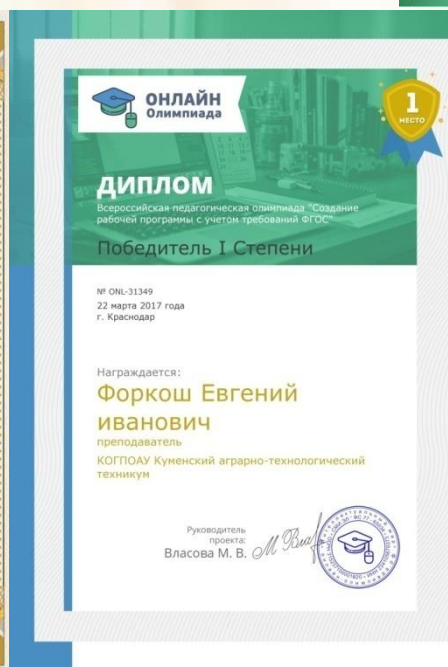 ОНЛАЙН
Олимпиада
1
МЕСТО
ДИПЛОМ
Всероссийская педагогическая олимпиада "Создание
рабочей программы с учетом требований ФГОС"
Победитель I Степени
№ ONL-31349
22 марта 2017 года
г. Краснодар
Награждается:
Форкош Евгений
иванович
преподаватель
КОГПОАУ Куменский аграрно-технологический
техникум
Руководитель
проекта:
Власова М. В.